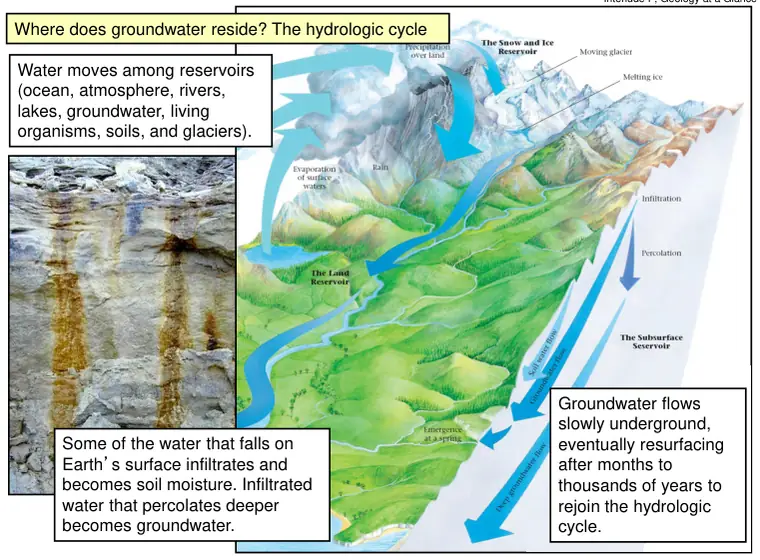 Interlude F, Geology at a Glance
Where does groundwater reside? The hydrologic cycle
Water moves among reservoirs
(ocean, atmosphere, rivers,
lakes, groundwater, living
organisms, soils, and glaciers).
Precipitation
over land
The Snow and Ice
Reservoir
Moving glacier
Melting ice
Evaporation
of surface
waters
Rain
Infiltration
Percolation
The Land
Reservoir
The Subsurface
Seservoir
Soil water flow
Groundwater flow
Emergence
at a spring
Deep groundwater flow
Some of the water that falls on
Earth’s surface infiltrates and
becomes soil moisture. Infiltrated
water that percolates deeper
becomes groundwater.
Groundwater flows
slowly underground,
eventually resurfacing
after months to
thousands of years to
rejoin the hydrologic
cycle.